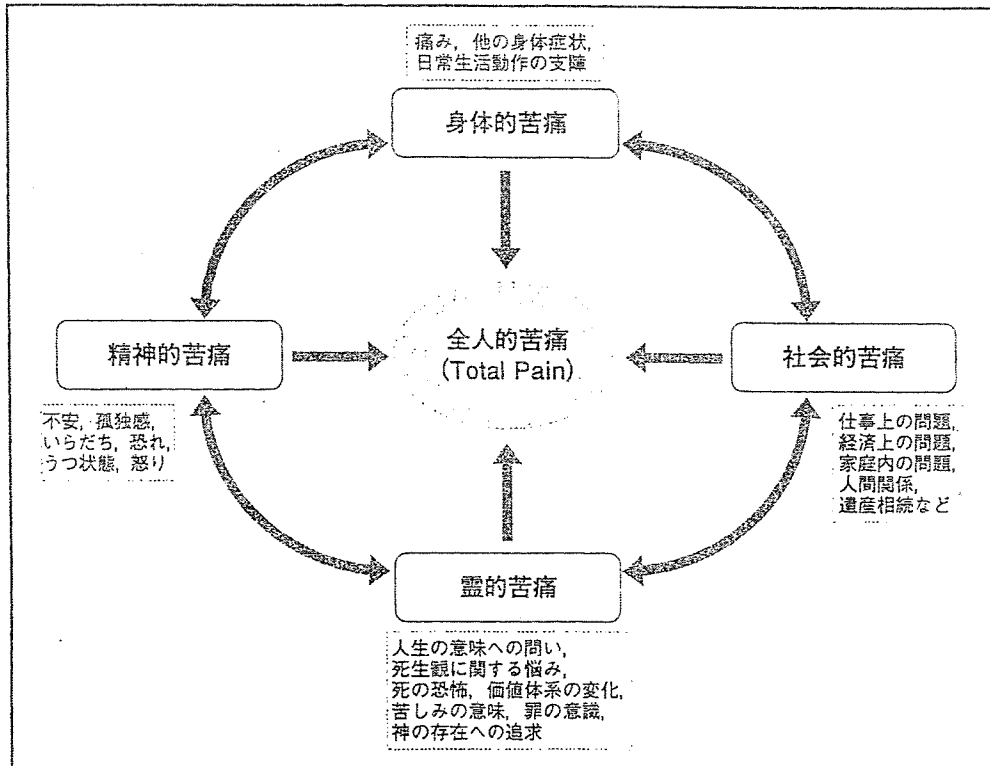 痛み，他の身体症状，
日常生活動作の支障
身体的苦痛
精神的苦痛
不安，孤独感，
いらだち，恐れ，
うつ状態，怒り
全人的苦痛
(Total Pain)
社会的苦痛
仕事上の問題，
経済上の問題，
家庭内の問題，
人間関係，
遺産相続など
霊的苦痛
人生の意味への問い，
死生観に関する悩み，
死の恐怖，価値体系の変化，
苦しみの意味，罪の意識，
神の存在への追求